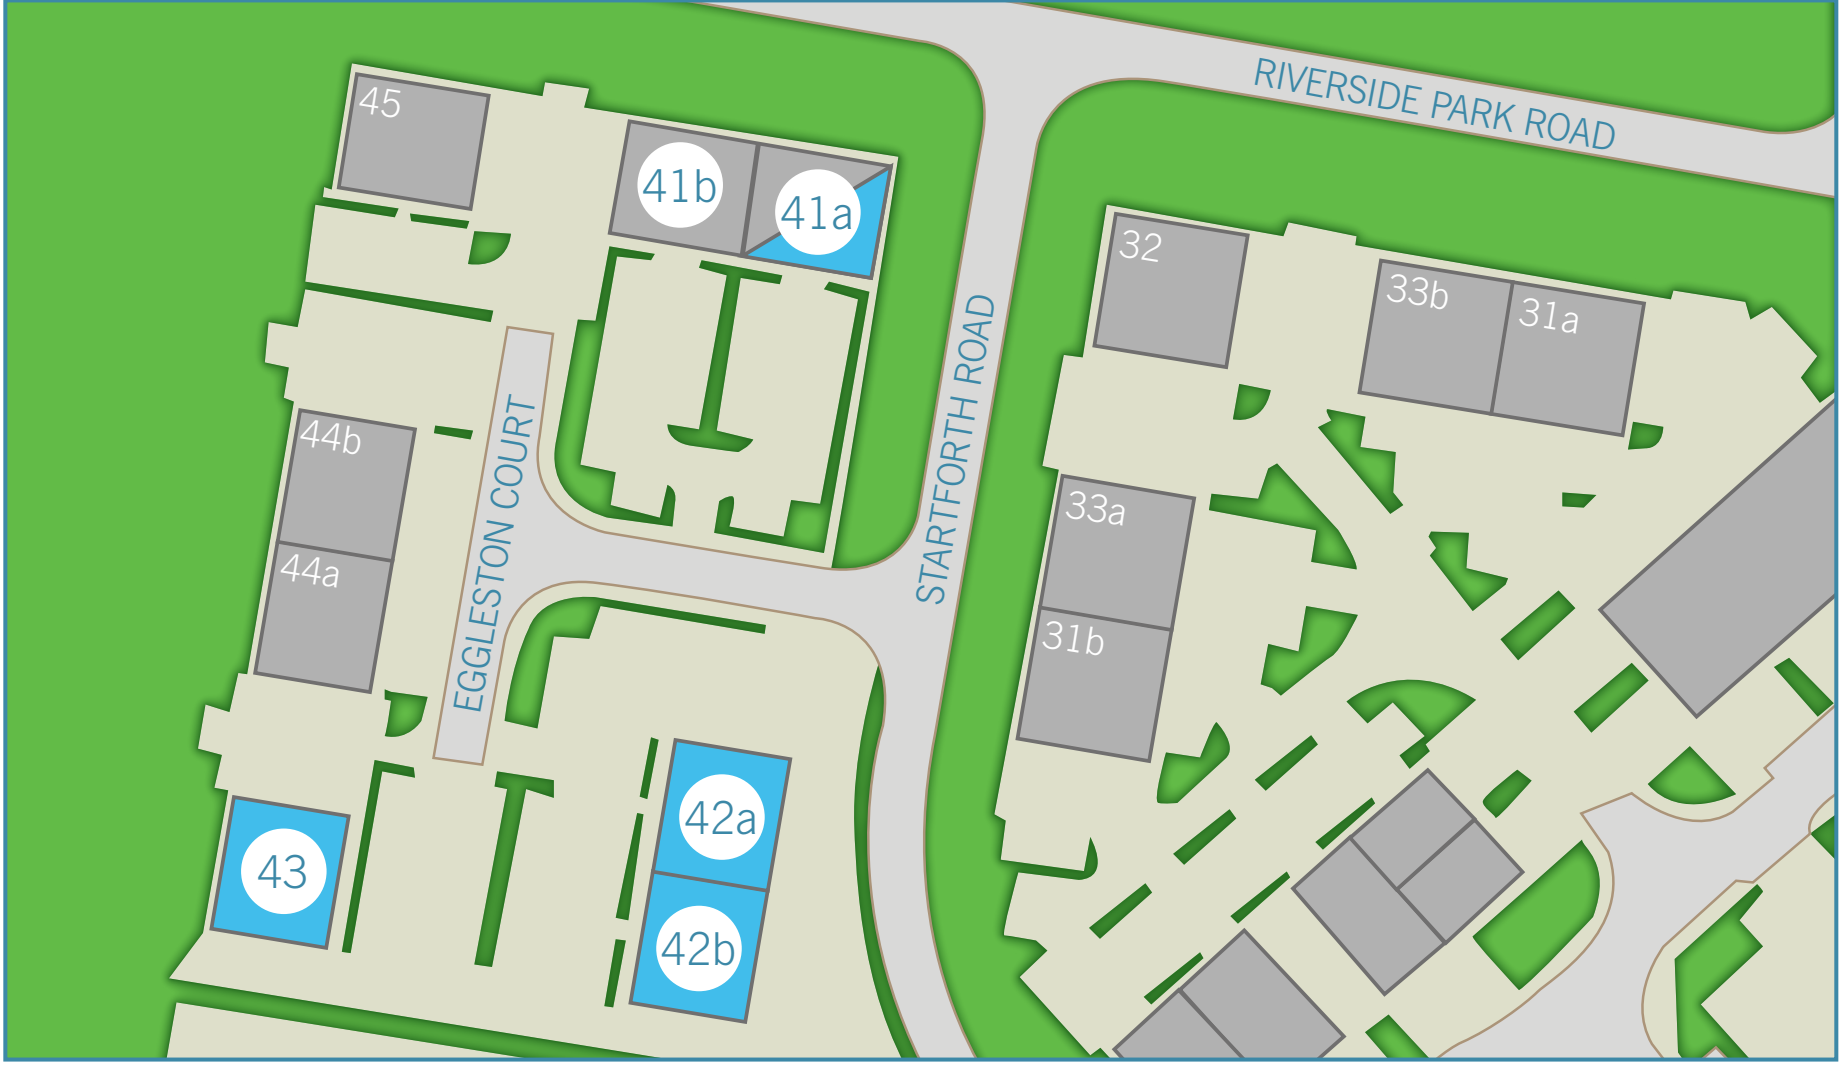 RIVERSIDE PARK ROAD
45
41b
41a
32
33b
31a
STARTFORTH ROAD
EGGLESTON COURT
44b
44a
33a
31b
43
42a
42b